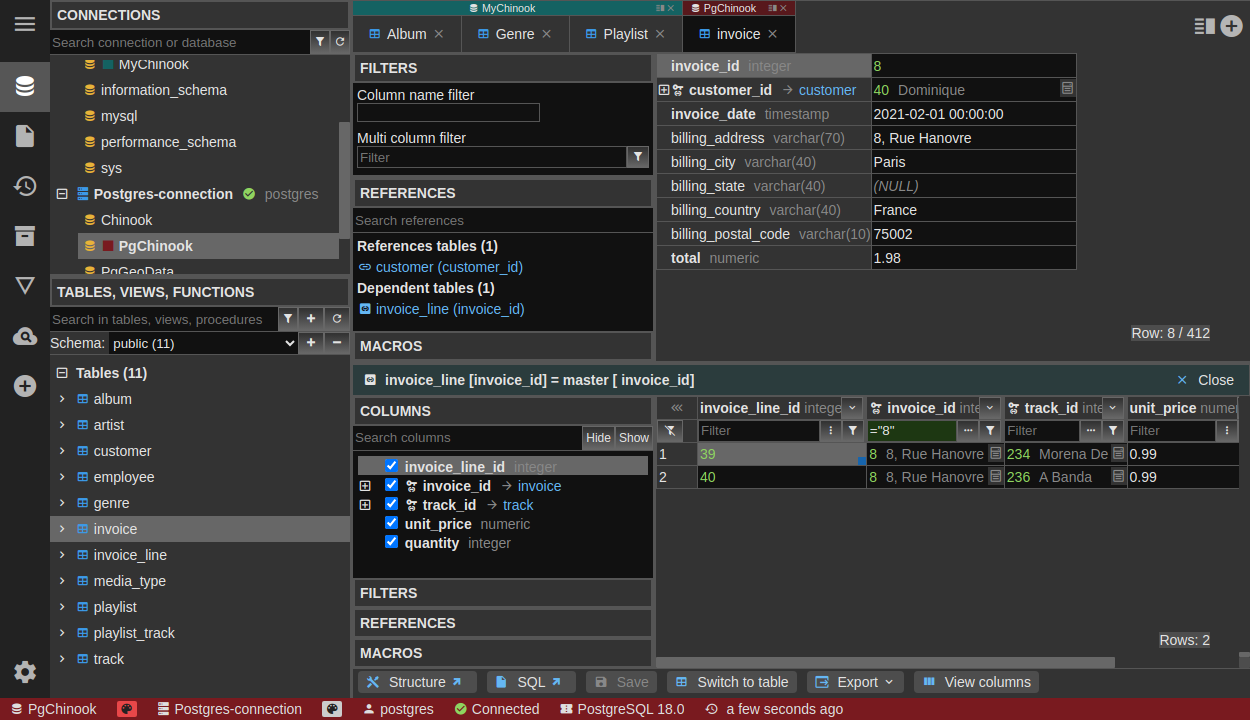 CONNECTIONS
Search connection or database
MyChinook
information_schema
mysql
performance_schema
sys
Postgres-connection postgres
Chinook
PgChinook
PgGeoData
TABLES, VIEWS, FUNCTIONS
Search in tables, views, procedures
Schema: public (11)
Tables (11)
album
artist
customer
employee
genre
invoice
invoice_line
media_type
playlist
playlist_track
track
MyChinook
PgChinook
Album
Genre
Playlist
invoice
FILTERS
Column name filter
Multi column filter
Filter
REFERENCES
Search references
References tables (1)
customer (customer_id)
Dependent tables (1)
invoice_line (invoice_id)
MACROS
invoice_id integer 8
customer_id customer 40 Dominique
invoice_date timestamp 2021-02-01 00:00:00
billing_address varchar(70) 8, Rue Hanovre
billing_city varchar(40) Paris
billing_state varchar(40) (NULL)
billing_country varchar(40) France
billing_postal_code varchar(10) 75002
total numeric 1.98
Row: 8 / 412
invoice_line [invoice_id] = master [ invoice_id] Close
COLUMNS
Search columns Hide Show
invoice_line_id integer
invoice_id invoice
track_id track
unit_price numeric
quantity integer
FILTERS
REFERENCES
MACROS
invoice_line_id intege invoice_id inte track_id inte unit_price numer
Filter ="8" Filter Filter
1 39 8 8, Rue Hanovre 234 Morena De 0.99
2 40 8 8, Rue Hanovre 236 A Banda 0.99
Rows: 2
Structure SQL Save Switch to table Export View columns
PgChinook Postgres-connection postgres Connected PostgreSQL 18.0 a few seconds ago